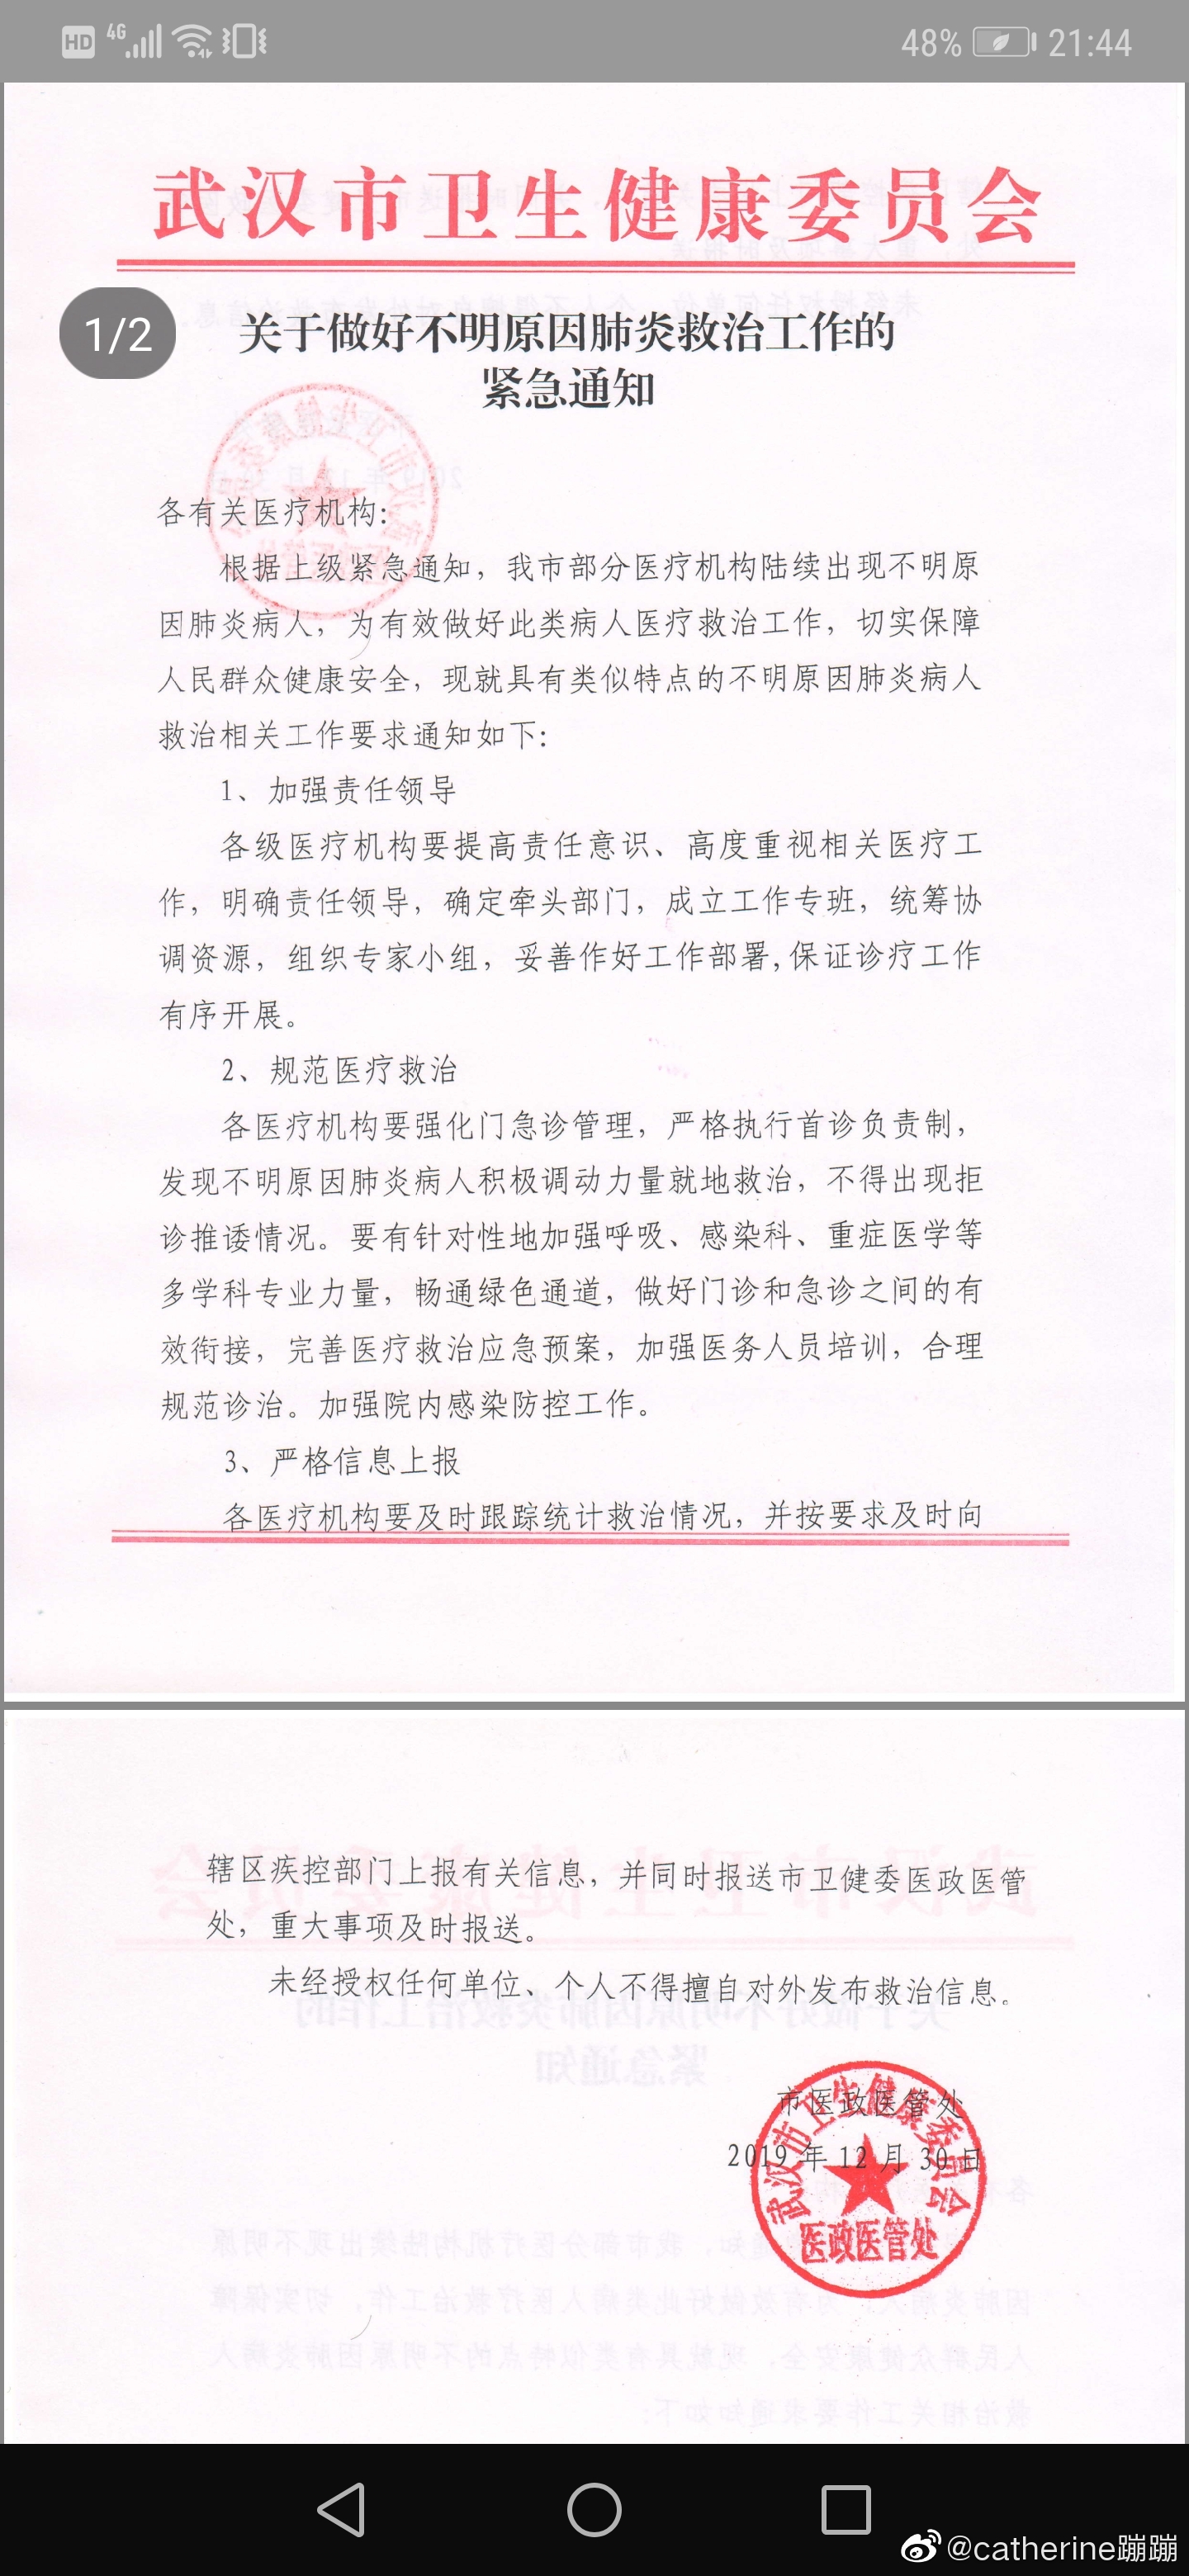 HD 4G 48% 21:44
武汉市卫生健康委员会
1/2
关于做好不明原因肺炎救治工作的
紧急通知
各有关医疗机构:
根据上级紧急通知，我市部分医疗机构陆续出现不明原
因肺炎病人，为有效做好此类病人医疗救治工作，切实保障
人民群众健康安全，现就具有类似特点的不明原因肺炎病人
救治相关工作要求通知如下:
1、加强责任领导
各级医疗机构要提高责任意识、高度重视相关医疗工
作，明确责任领导，确定牵头部门，成立工作专班，统筹协
调资源，组织专家小组，妥善作好工作部署,保证诊疗工作
有序开展。
2、规范医疗救治
各医疗机构要强化门急诊管理，严格执行首诊负责制，
发现不明原因肺炎病人积极调动力量就地救治，不得出现拒
诊推诿情况。要有针对性地加强呼吸、感染科、重症医学等
多学科专业力量，畅通绿色通道，做好门诊和急诊之间的有
效衔接，完善医疗救治应急预案，加强医务人员培训，合理
规范诊治。加强院内感染防控工作。
3、严格信息上报
各医疗机构要及时跟踪统计救治情况，并按要求及时向
辖区疾控部门上报有关信息，并同时报送市卫健委医政医管
处，重大事项及时报送。
未经授权任何单位、个人不得擅自对外发布救治信息。
市医政医管处
2019 年 12 月 30 日
武汉市卫生健康委员会
医政医管处
@catherine蹦蹦